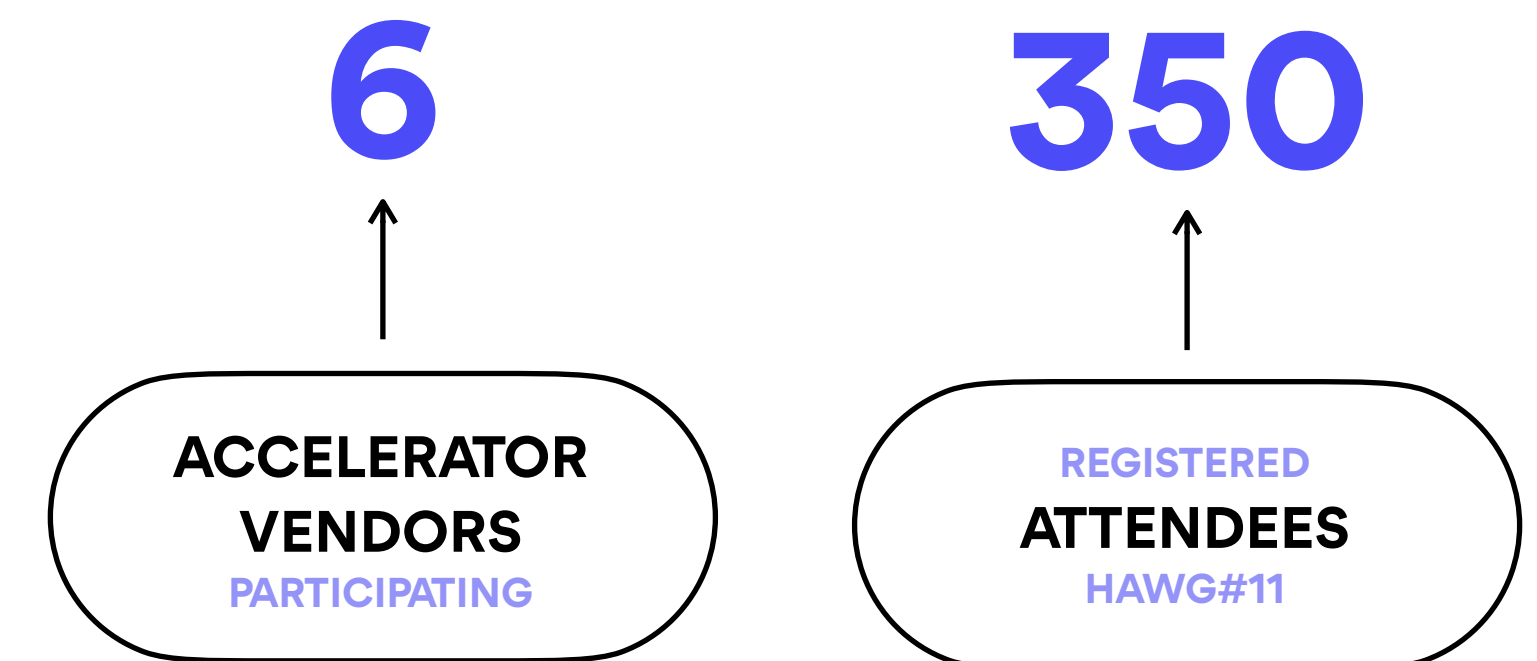 6
ACCELERATOR
VENDORS
PARTICIPATING
350
REGISTERED
ATTENDEES
HAWG#11